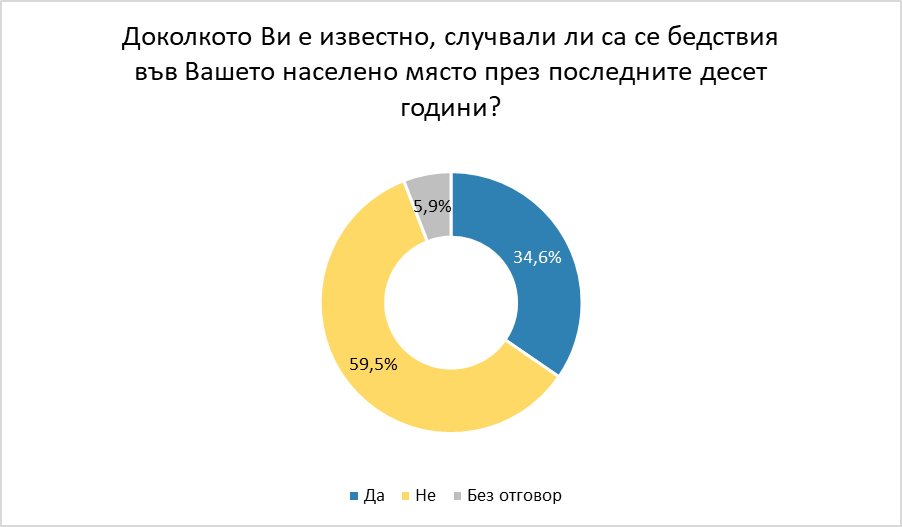 Доколкото Ви е известно, случвали ли са се бедствия
във Вашето населено място през последните десет
години?
5,9%
34,6%
59,5%
Да Не Без отговор